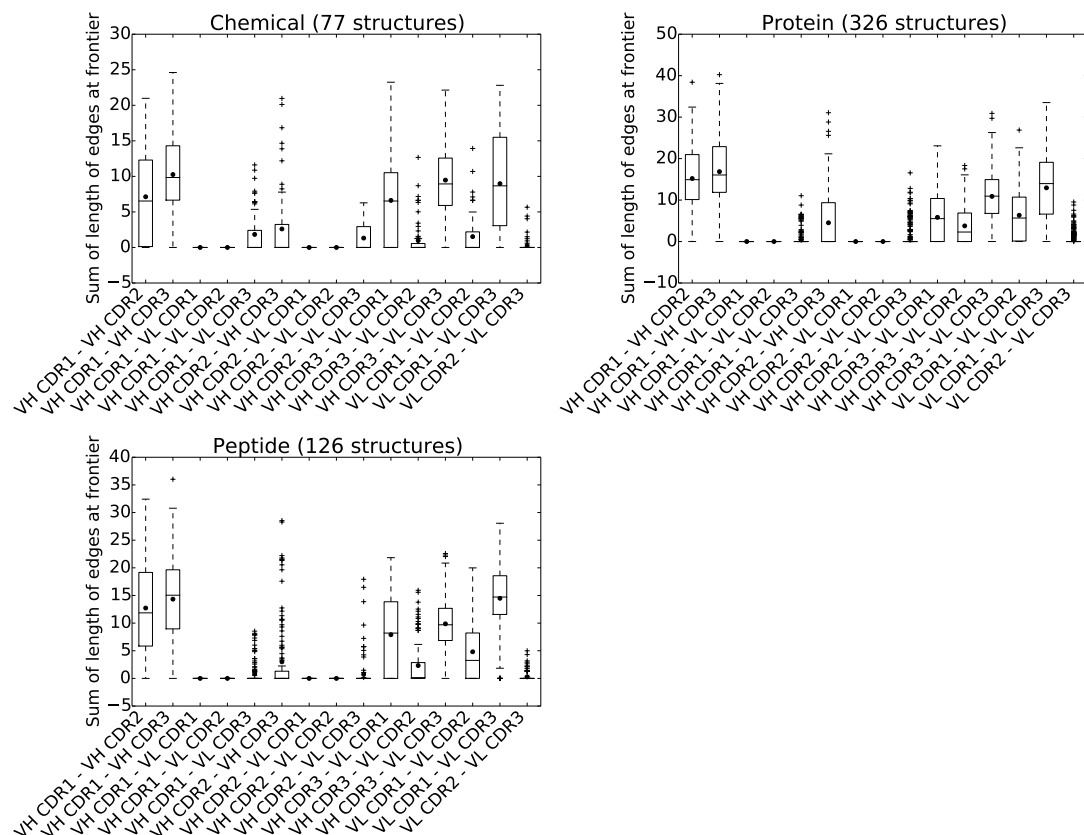 Chemical (77 structures)
Sum of length of edges at frontier
30
25
20
15
10
5
0
−5
VH CDR1 - VH CDR2
VH CDR1 - VH CDR3
VH CDR1 - VL CDR1
VH CDR1 - VL CDR2
VH CDR1 - VL CDR3
VH CDR2 - VH CDR3
VH CDR2 - VL CDR1
VH CDR2 - VL CDR2
VH CDR2 - VL CDR3
VH CDR3 - VL CDR1
VH CDR3 - VL CDR2
VH CDR3 - VL CDR3
VL CDR1 - VL CDR2
VL CDR1 - VL CDR3
VL CDR2 - VL CDR3
Protein (326 structures)
Sum of length of edges at frontier
50
40
30
20
10
0
−10
VH CDR1 - VH CDR2
VH CDR1 - VH CDR3
VH CDR1 - VL CDR1
VH CDR1 - VL CDR2
VH CDR1 - VL CDR3
VH CDR2 - VH CDR3
VH CDR2 - VL CDR1
VH CDR2 - VL CDR2
VH CDR2 - VL CDR3
VH CDR3 - VL CDR1
VH CDR3 - VL CDR2
VH CDR3 - VL CDR3
VL CDR1 - VL CDR2
VL CDR1 - VL CDR3
VL CDR2 - VL CDR3
Peptide (126 structures)
Sum of length of edges at frontier
40
35
30
25
20
15
10
5
0
−5
VH CDR1 - VH CDR2
VH CDR1 - VH CDR3
VH CDR1 - VL CDR1
VH CDR1 - VL CDR2
VH CDR1 - VL CDR3
VH CDR2 - VH CDR3
VH CDR2 - VL CDR1
VH CDR2 - VL CDR2
VH CDR2 - VL CDR3
VH CDR3 - VL CDR1
VH CDR3 - VL CDR2
VH CDR3 - VL CDR3
VL CDR1 - VL CDR2
VL CDR1 - VL CDR3
VL CDR2 - VL CDR3